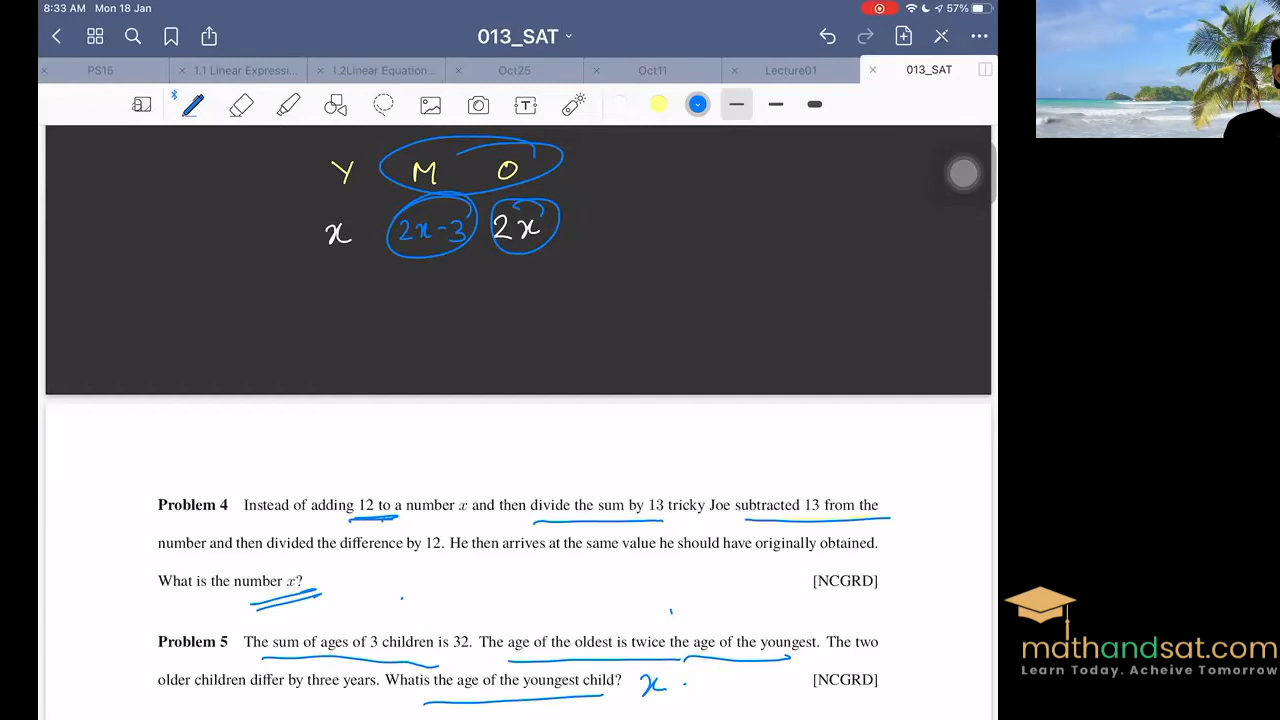 8:33 AM Mon 18 Jan
57%
013_SAT
PS15
1.1 Linear Expressi...
1.2Linear Equation...
Oct25
Oct11
Lecture01
013_SAT
Y M O
x 2x-3 2x
Problem 4 Instead of adding 12 to a number x and then divide the sum by 13 tricky Joe subtracted 13 from the
number and then divided the difference by 12. He then arrives at the same value he should have originally obtained.
What is the number x? [NCGRD]
Problem 5 The sum of ages of 3 children is 32. The age of the oldest is twice the age of the youngest. The two
older children differ by three years. Whatis the age of the youngest child? x [NCGRD]
mathandsat.com
Learn Today. Acheive Tomorrow